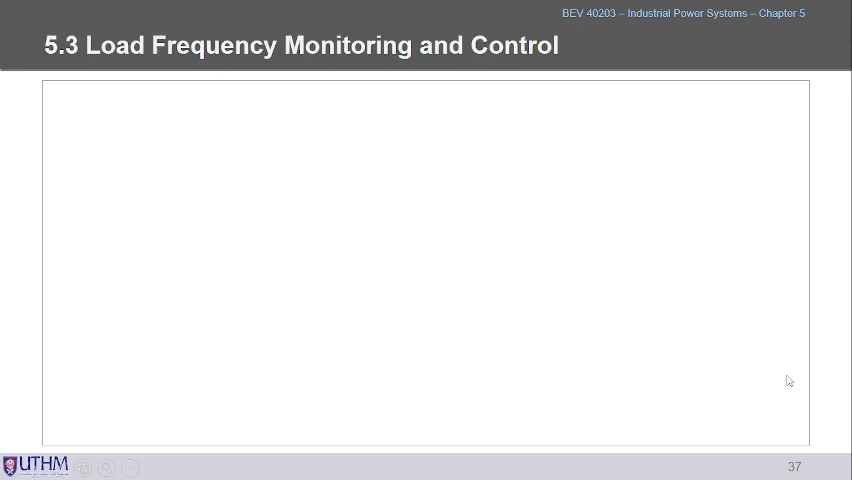 BEV 40203 – Industrial Power Systems – Chapter 5
5.3 Load Frequency Monitoring and Control
UTHM
37